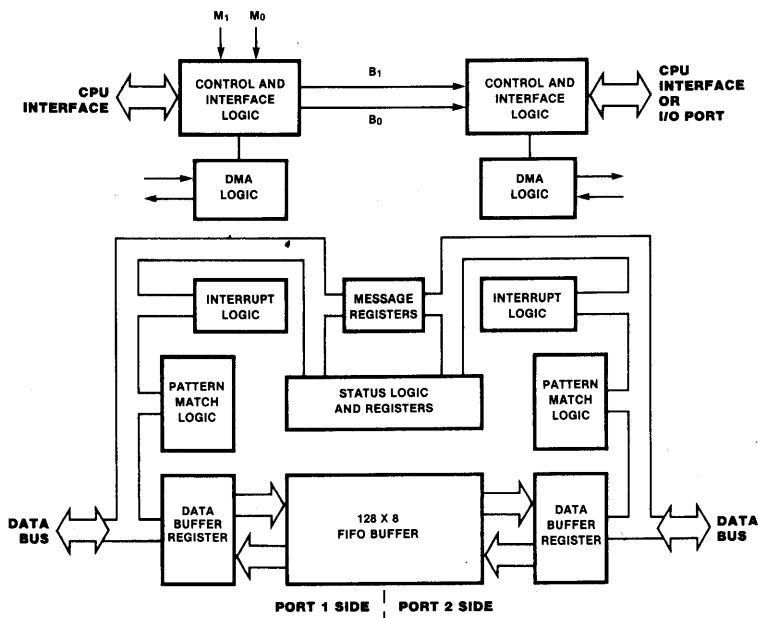 M1 M0
CPU
INTERFACE
CONTROL AND
INTERFACE
LOGIC
B1
B0
CONTROL AND
INTERFACE
LOGIC
CPU
INTERFACE
OR
I/O PORT
DMA
LOGIC
DMA
LOGIC
INTERRUPT
LOGIC
MESSAGE
REGISTERS
INTERRUPT
LOGIC
PATTERN
MATCH
LOGIC
STATUS LOGIC
AND REGISTERS
PATTERN
MATCH
LOGIC
DATA
BUS
DATA
BUFFER
REGISTER
128 X 8
FIFO BUFFER
DATA
BUFFER
REGISTER
DATA
BUS
PORT 1 SIDE
PORT 2 SIDE